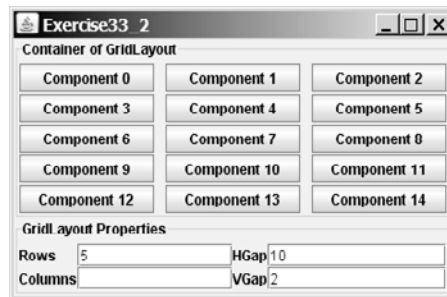 Exercise33_2
Container of GridLayout
Component 0 Component 1 Component 2
Component 3 Component 4 Component 5
Component 6 Component 7 Component 8
Component 9 Component 10 Component 11
Component 12 Component 13 Component 14
GridLayout Properties
Rows 5 HGap 10
Columns VGap 2